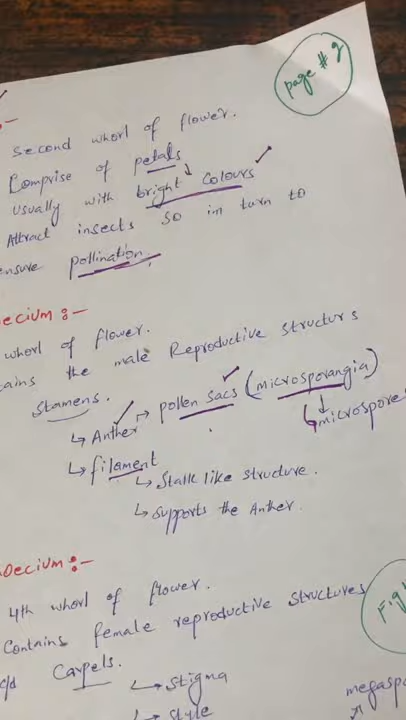 page # 2
:-
Second whorl of flower.
Comprise of petals
Usually with bright colours
Attract insects so in turn to
ensure pollination.
ecium :-
whorl of flower.
ains the male Reproductive structurs
Stamens.
↳ Anther → pollen sacs (microsporangia)
↳ microspore
↳ filament
↳ Stalk like structure.
↳ Supports the Anther.
oecium :-
4th whorl of flower.
Contains female reproductive structures
c/d Carpels.
Fig
↳ Stigma
↳ Style
megaspo